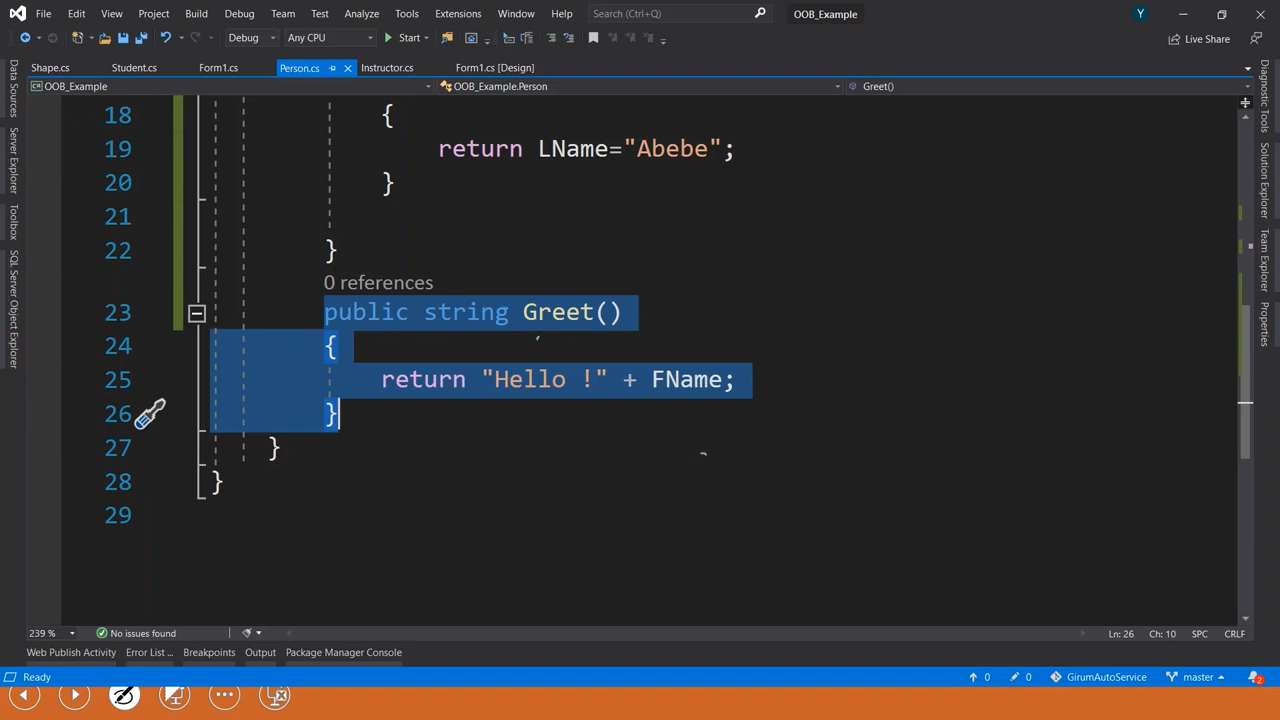 File Edit View Project Build Debug Team Test Analyze Tools Extensions Window Help Search (Ctrl+Q) OOB_Example Y
Debug Any CPU Start Live Share
Shape.cs Student.cs Form1.cs Person.cs Instructor.cs Form1.cs [Design]
OOB_Example OOB_Example.Person Greet()
Data Sources
Server Explorer
Toolbox
SQL Server Object Explorer
18 {
19 return LName="Abebe";
20 }
21
22 }
0 references
23 public string Greet()
24 {
25 return "Hello !" + FName;
26 }
27 }
28 }
29
Diagnostic Tools
Solution Explorer
Team Explorer
Properties
239 % No issues found Ln: 26 Ch: 10 SPC CRLF
Web Publish Activity Error List ... Breakpoints Output Package Manager Console
Ready 0 0 GirumAutoService master 2